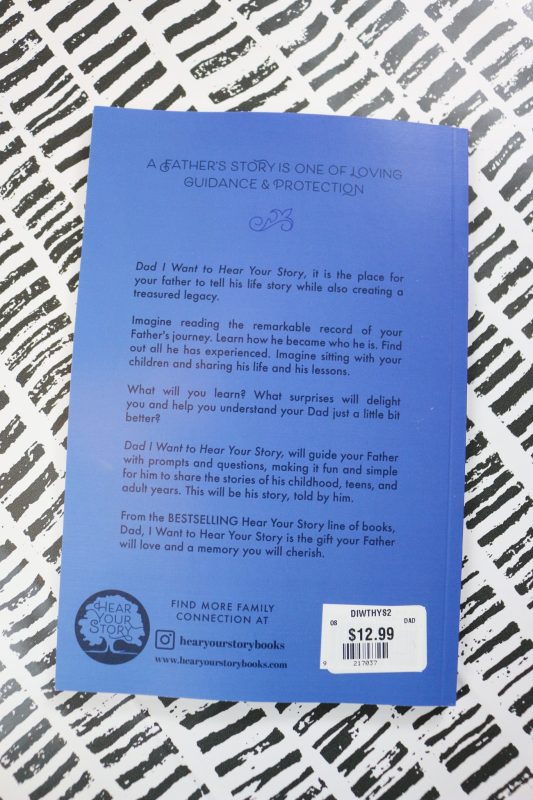 A FATHER'S STORY IS ONE OF LOVING
GUIDANCE & PROTECTION
Dad I Want to Hear Your Story, it is the place for
your father to tell his life story while also creating a
treasured legacy.
Imagine reading the remarkable record of your
Father's journey. Learn how he became who he is. Find
out all he has experienced. Imagine sitting with your
children and sharing his life and his lessons.
What will you learn? What surprises will delight
you and help you understand your Dad just a little bit
better?
Dad I Want to Hear Your Story, will guide your Father
with prompts and questions, making it fun and simple
for him to share the stories of his childhood, teens, and
adult years. This will be his story, told by him.
From the BESTSELLING Hear Your Story line of books,
Dad, I Want to Hear Your Story is the gift your Father
will love and a memory you will cherish.
HEAR
YOUR
STORY
FIND MORE FAMILY
CONNECTION AT
hearyourstorybooks
www.hearyourstorybooks.com
DIWTHYS2
08 DAD
$12.99
9 217037